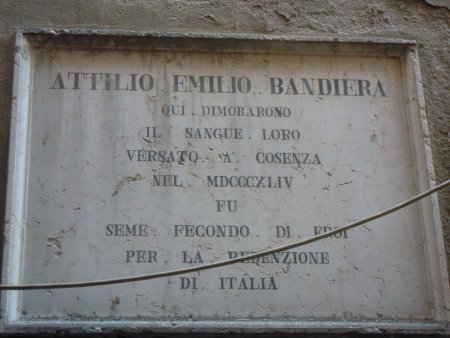 ATTILIO . EMILIO . BANDIERA
QUI . DIMORARONO
IL SANGUE LORO
VERSATO . A . COSENZA
NEL MDCCCXLIV
FU
SEME FECONDO . DI . EROI
PER . LA . REDENZIONE
DI . ITALIA